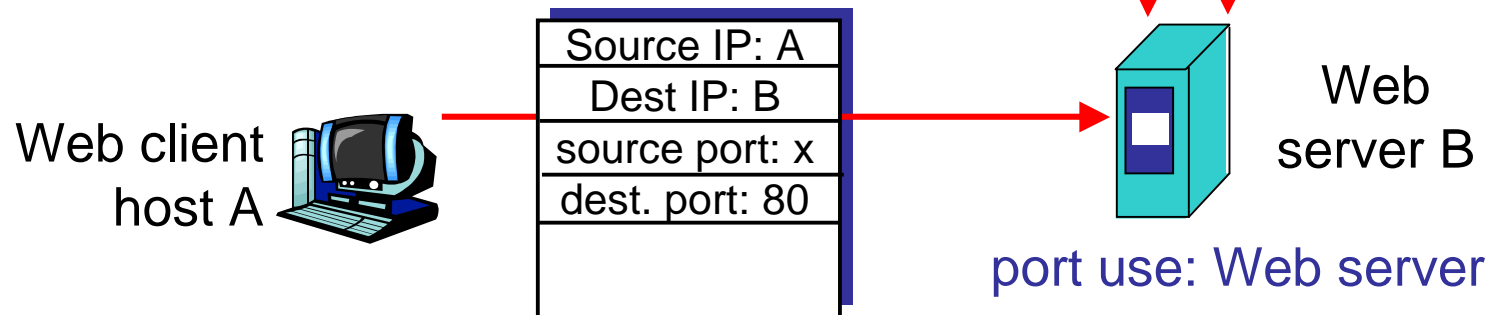 Web client
host A
Source IP: A
Dest IP: B
source port: x
dest. port: 80
Web
server B
port use: Web server